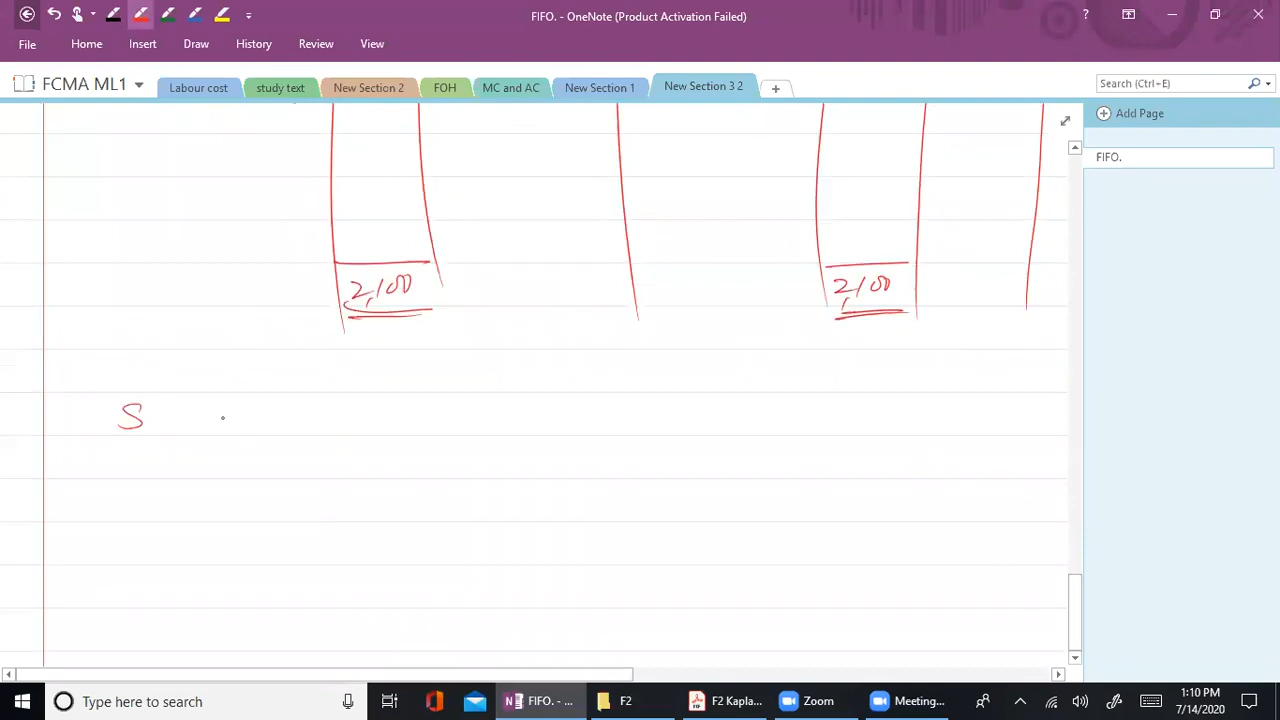 FIFO. - OneNote (Product Activation Failed)
?
File Home Insert Draw History Review View
FCMA ML1 Labour cost study text New Section 2 FOH MC and AC New Section 1 New Section 3 2 + Search (Ctrl+E)
Add Page
FIFO.
2,100 2,100
S
Type here to search FIFO. - ... F2 F2 Kapla... Zoom Meeting... 1:10 PM
7/14/2020